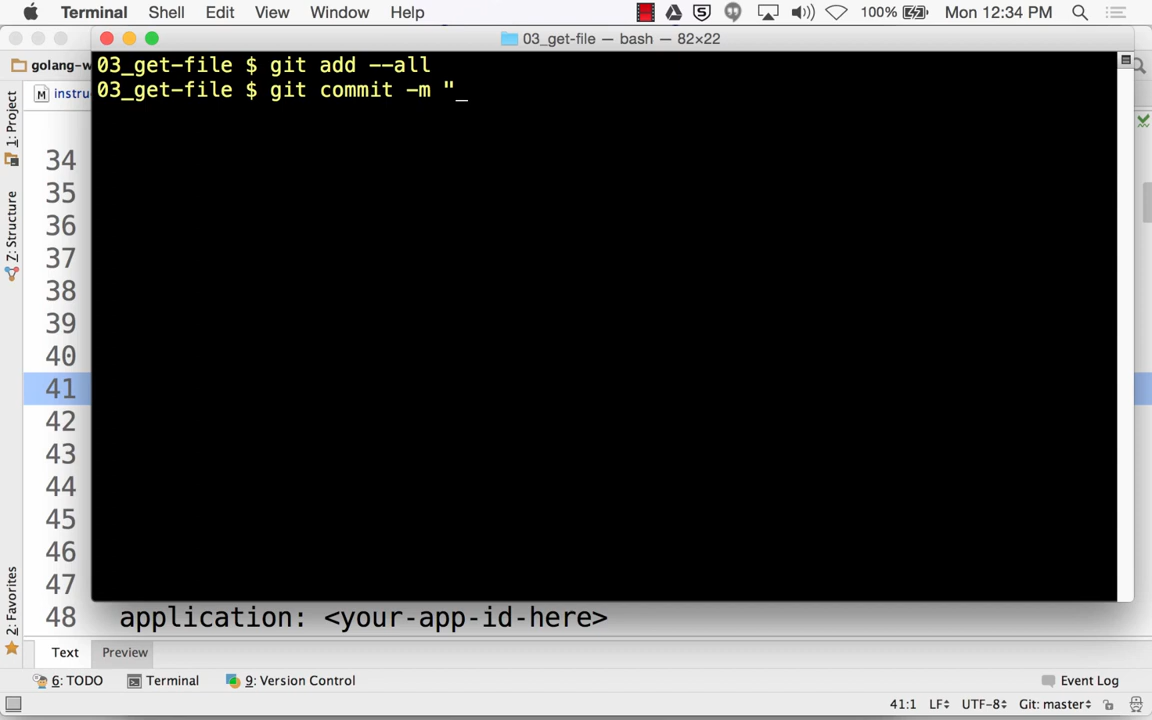 Terminal Shell Edit View Window Help 100% Mon 12:34 PM
03_get-file — bash — 82×22
golang-w
instru
1: Project
7: Structure
2: Favorites
03_get-file $ git add --all
03_get-file $ git commit -m "_
34
35
36
37
38
39
40
41
42
43
44
45
46
47
48 application: <your-app-id-here>
Text Preview
6: TODO Terminal 9: Version Control Event Log
41:1 LF UTF-8 Git: master